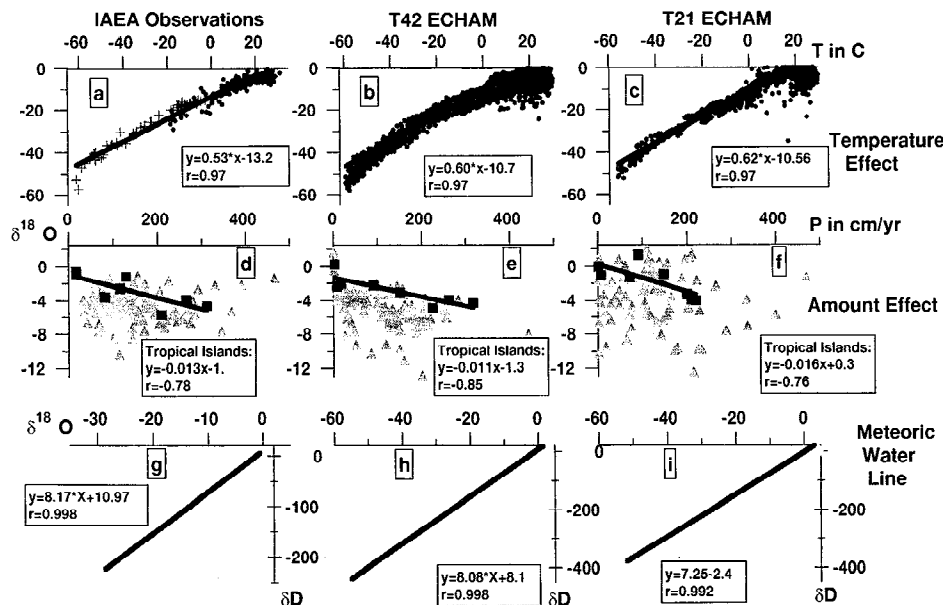 IAEA Observations T42 ECHAM T21 ECHAM
-60 -40 -20 0 20 -60 -40 -20 0 20 -60 -40 -20 0 20 T in C
0 0 0
a b c
-20 -20 -20
-40 -40 -40
-60 -60 -60
y=0.53*x-13.2
r=0.97
y=0.60*x-10.7
r=0.97
y=0.62*x-10.56
r=0.97
Temperature
Effect
δ18 O 0 200 400 0 200 400 0 200 400 P in cm/yr
d e f
0 0 0
-4 -4 -4
-8 -8 -8
-12 -12 -12
Tropical Islands:
y=-0.013x-1.
r=-0.78
Tropical Islands:
y=-0.011x-1.3
r=-0.85
Tropical Islands:
y=-0.016x+0.3
r=-0.76
Amount Effect
δ18 O -30 -20 -10 0 -60 -40 -20 0 -60 -40 -20 0
g h i
Meteoric
Water
Line
0 0 0
-100 -200 -200
-200 -400 -400
y=8.17*X+10.97
r=0.998
y=8.08*X+8.1
r=0.998
y=7.25-2.4
r=0.992
δD δD δD